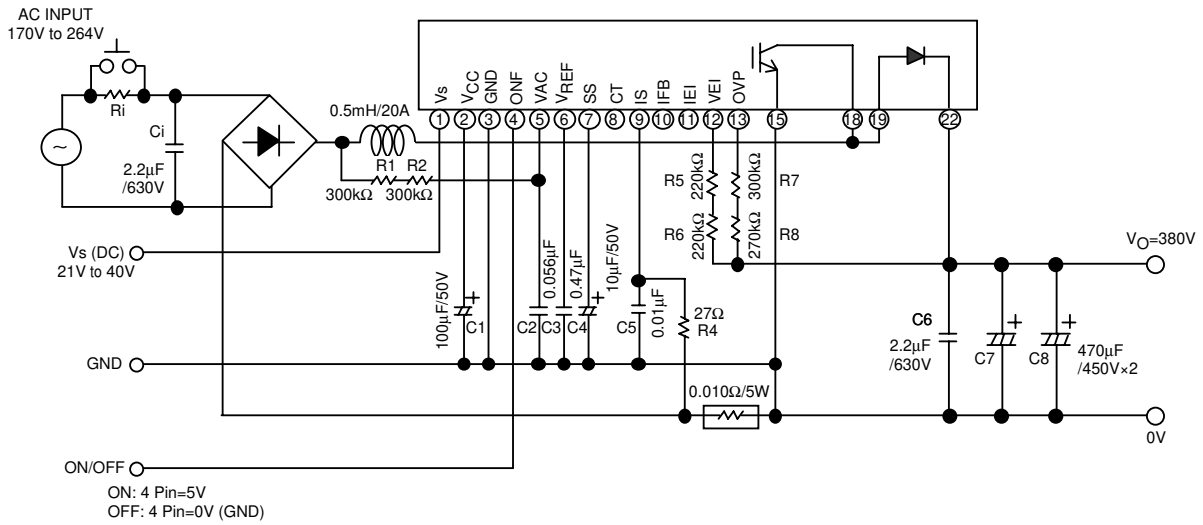 AC INPUT
170V to 264V
Ri
Ci
2.2µF
/630V
~
0.5mH/20A
R1 R2
300kΩ 300kΩ
Vs
VCC
GND
ONF
VAC
VREF
SS
CT
IS
IFB
IEI
VEI
OVP
1 2 3 4 5 6 7 8 9 10 11 12 13 15 18 19 22
R5 220kΩ 300kΩ R7
R6 220kΩ 270kΩ R8
Vs (DC)
21V to 40V
VO=380V
100µF/50V
+
C1
0.056µF
C2
0.47µF
C3
10µF/50V
+
C4
0.01µF
C5
27Ω
R4
C6
2.2µF
/630V
+
C7
+
C8
470µF
/450V×2
GND
0.010Ω/5W
0V
ON/OFF
ON: 4 Pin=5V
OFF: 4 Pin=0V (GND)